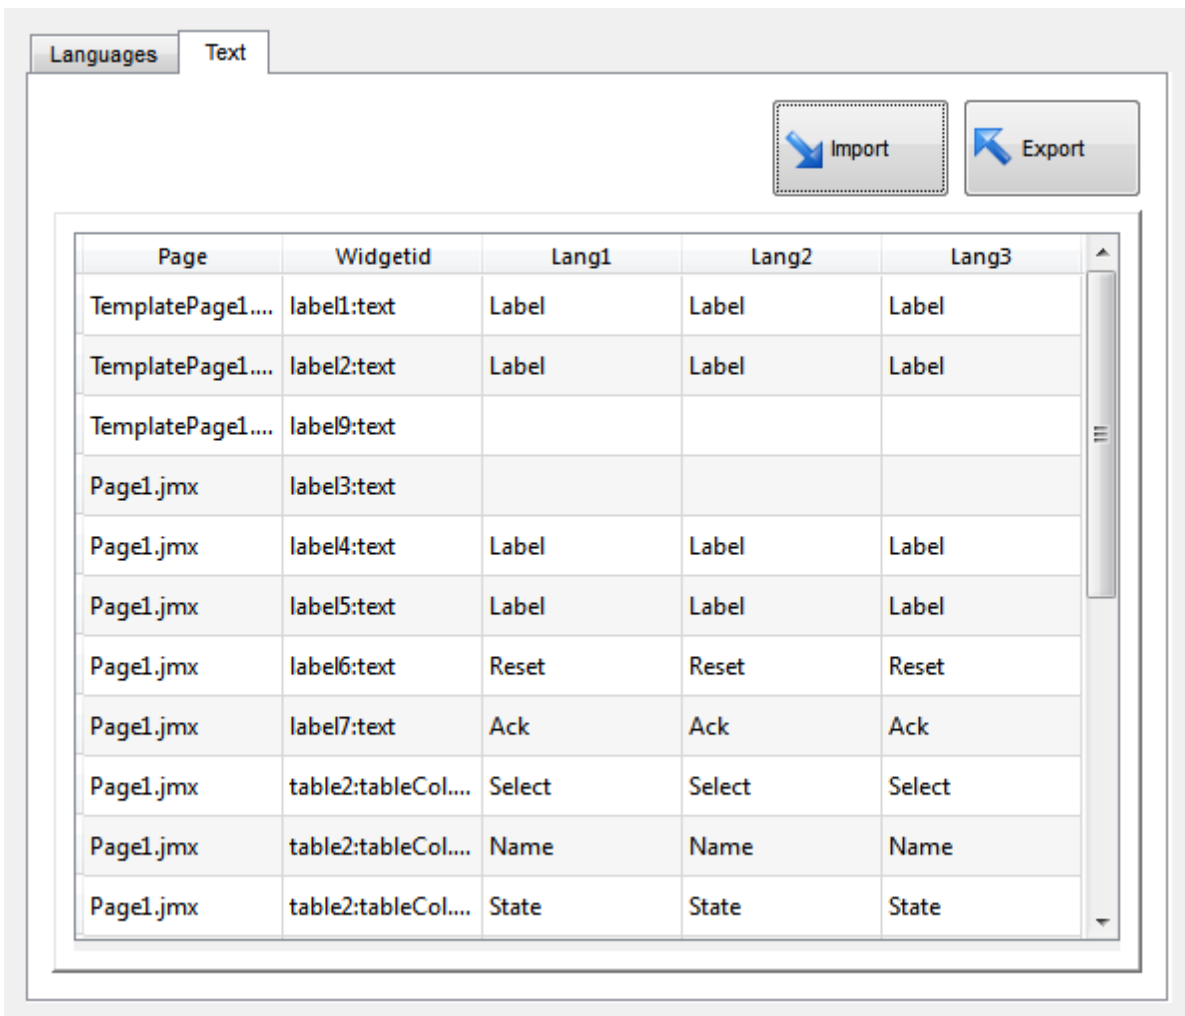 Languages Text
Import Export
Page Widgetid Lang1 Lang2 Lang3
TemplatePage1.... label1:text Label Label Label
TemplatePage1.... label2:text Label Label Label
TemplatePage1.... label9:text
Page1.jmx label3:text
Page1.jmx label4:text Label Label Label
Page1.jmx label5:text Label Label Label
Page1.jmx label6:text Reset Reset Reset
Page1.jmx label7:text Ack Ack Ack
Page1.jmx table2:tableCol.... Select Select Select
Page1.jmx table2:tableCol.... Name Name Name
Page1.jmx table2:tableCol.... State State State